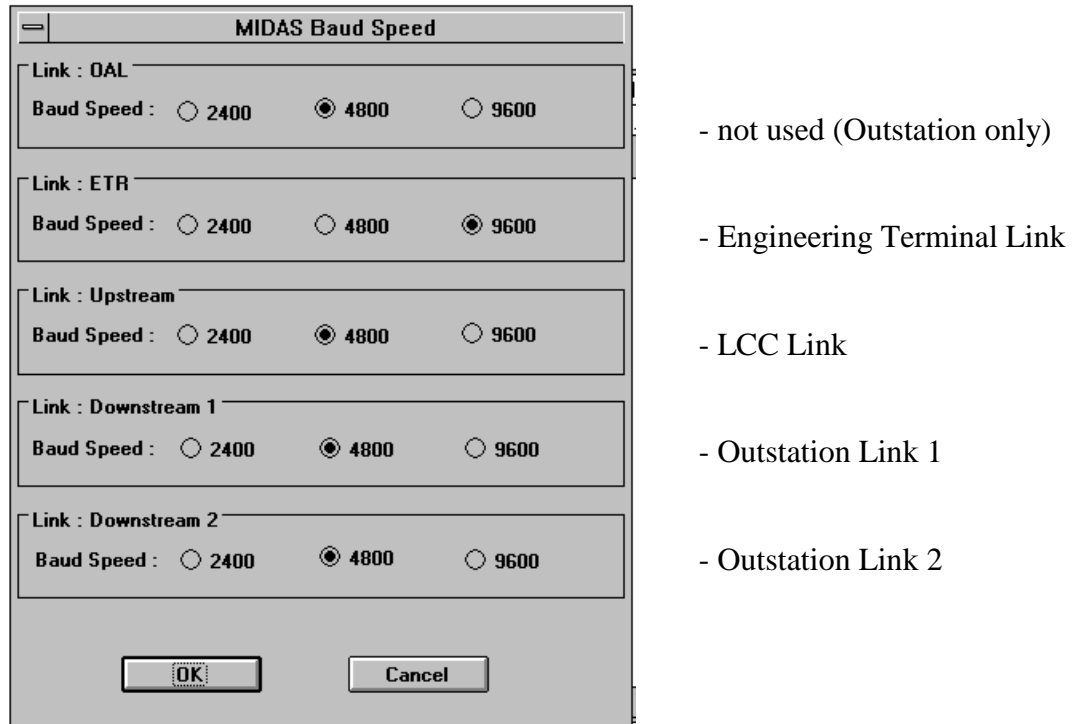 MIDAS Baud Speed
Link : OAL
Baud Speed : 2400 4800 9600
- not used (Outstation only)
Link : ETR
Baud Speed : 2400 4800 9600
- Engineering Terminal Link
Link : Upstream
Baud Speed : 2400 4800 9600
- LCC Link
Link : Downstream 1
Baud Speed : 2400 4800 9600
- Outstation Link 1
Link : Downstream 2
Baud Speed : 2400 4800 9600
- Outstation Link 2
OK Cancel